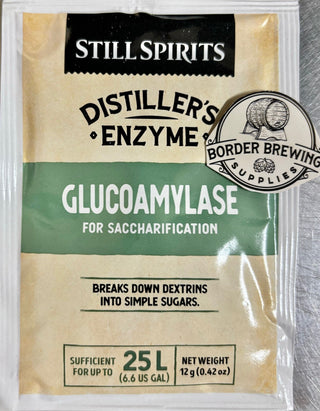 STILL SPIRITS
DISTILLER'S
ENZYME
BORDER BREWING
SUPPLIES
GLUCOAMYLASE
FOR SACCHARIFICATION
BREAKS DOWN DEXTRINS
INTO SIMPLE SUGARS.
SUFFICIENT
FOR UP TO
25 L
(6.6 US GAL)
NET WEIGHT
12 g (0.42 oz)